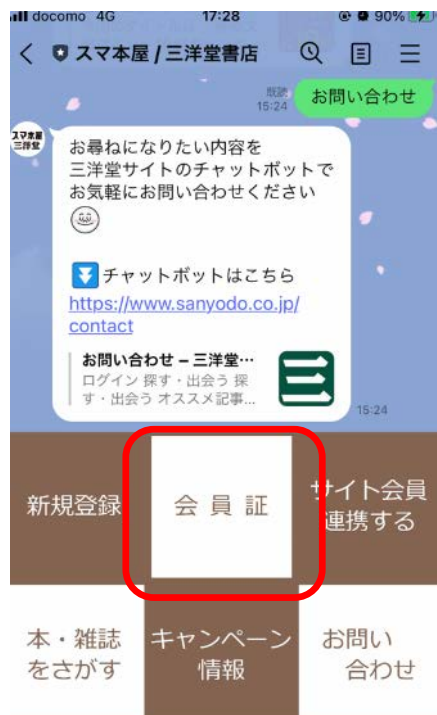 docomo 4G 17:28 90%
スマ本屋 / 三洋堂書店
既読
15:24
お問い合わせ
スマ本屋
三洋堂
お尋ねになりたい内容を
三洋堂サイトのチャットボットで
お気軽にお問い合わせください
チャットボットはこちら
https://www.sanyodo.co.jp/
contact
お問い合わせ – 三洋堂…
ログイン 探す・出会う 探
す・出会う オススメ記事...
三
15:24
新規登録
会員証
サイト会員
連携する
本・雑誌
をさがす
キャンペーン
情報
お問い
合わせ